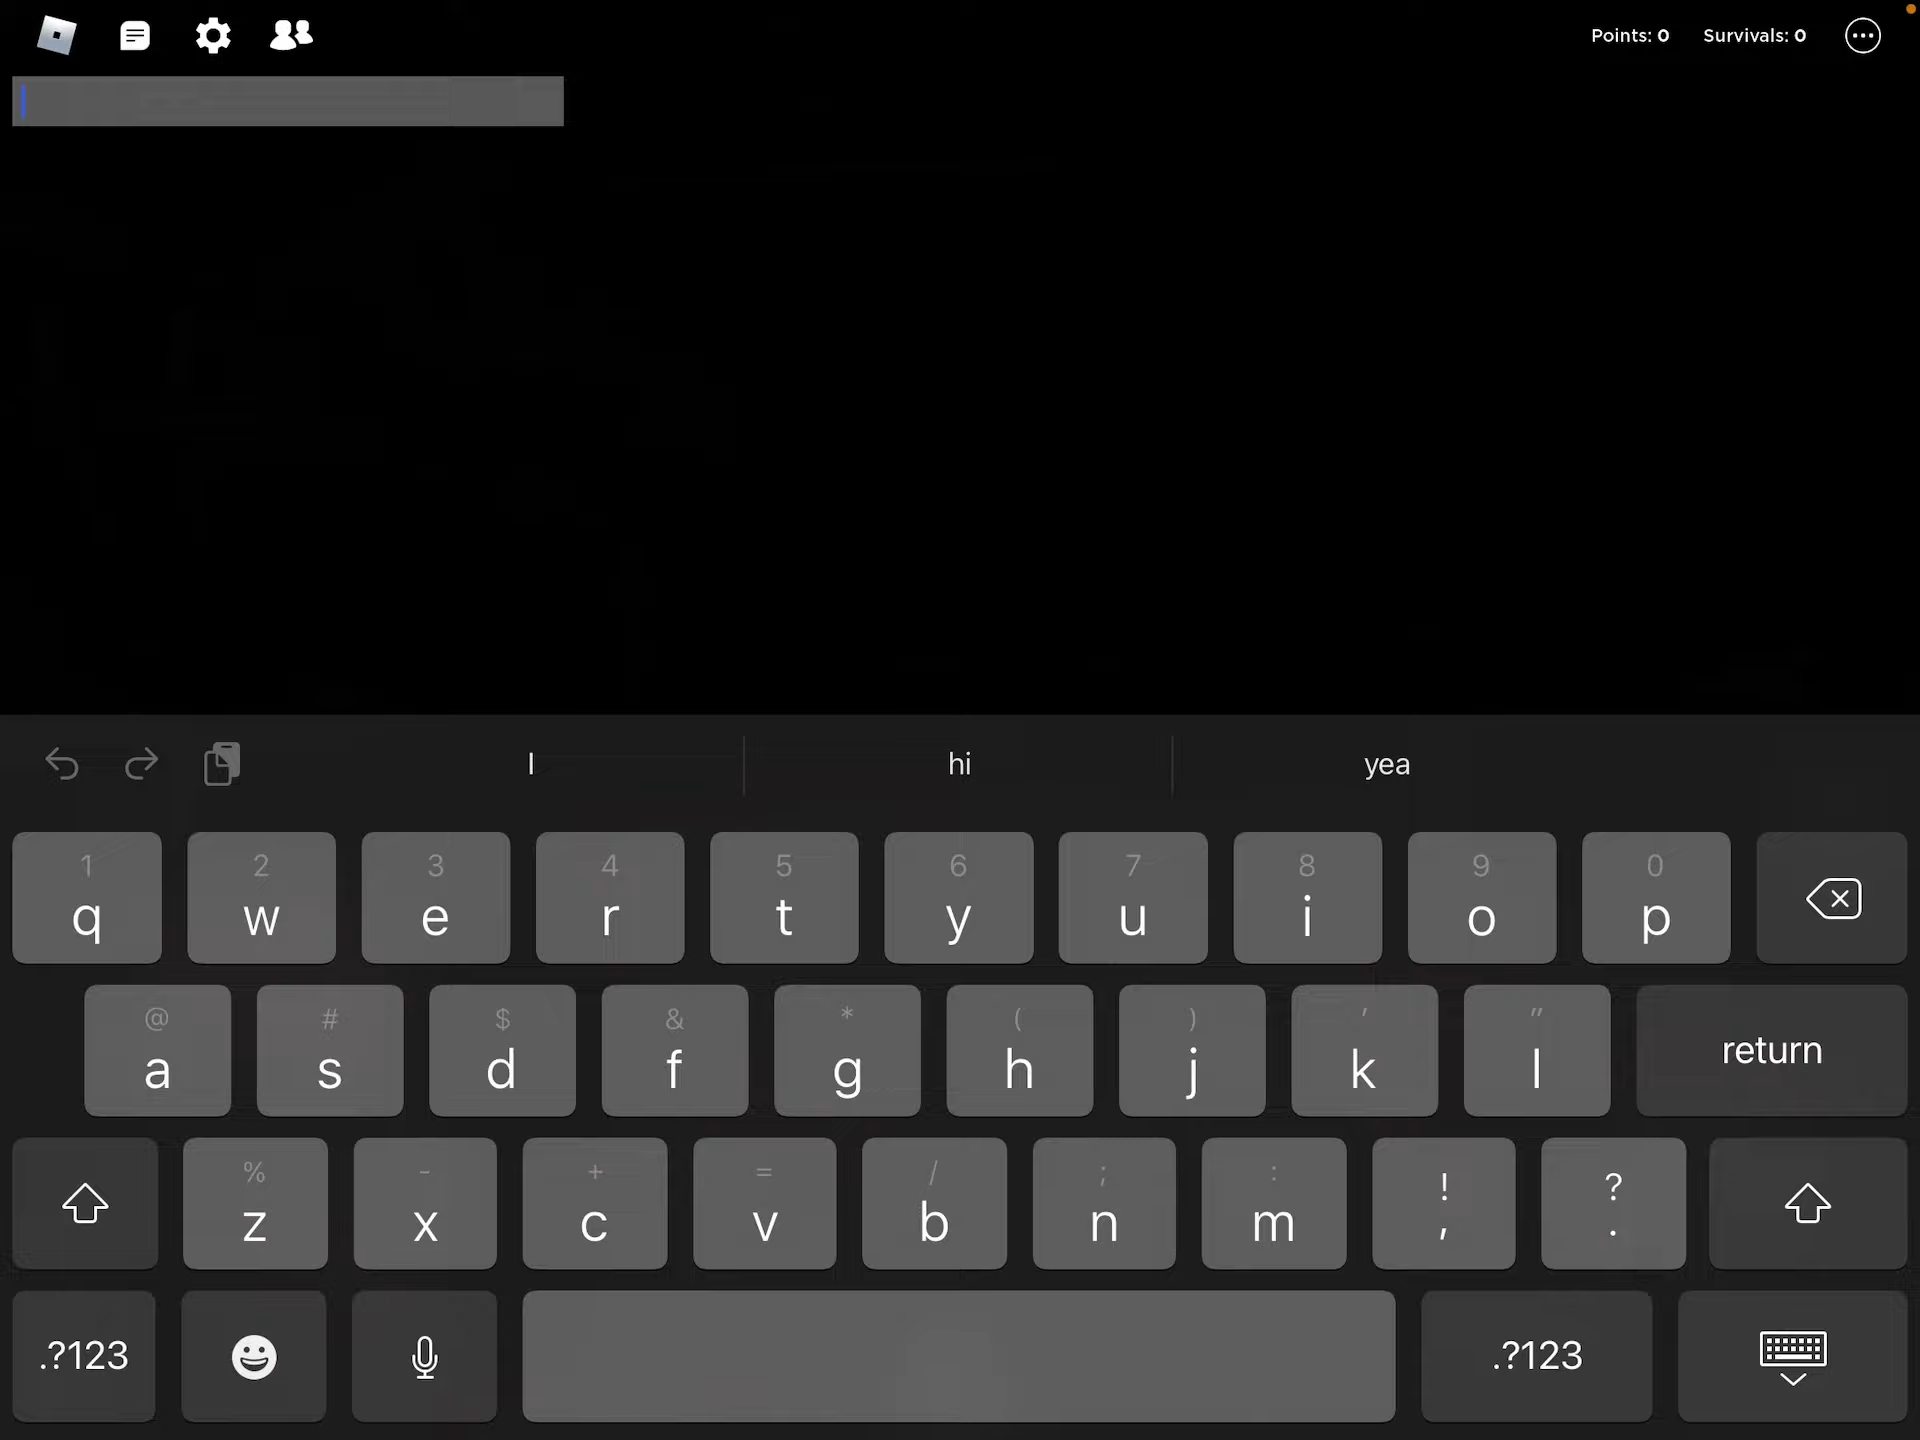 Points: 0 Survivals: 0
I hi yea
1 2 3 4 5 6 7 8 9 0
q w e r t y u i o p
@ # $ & * ( ) ' "
a s d f g h j k l return
% - + = / ; : ! ?
z x c v b n m , .
.?123 .?123